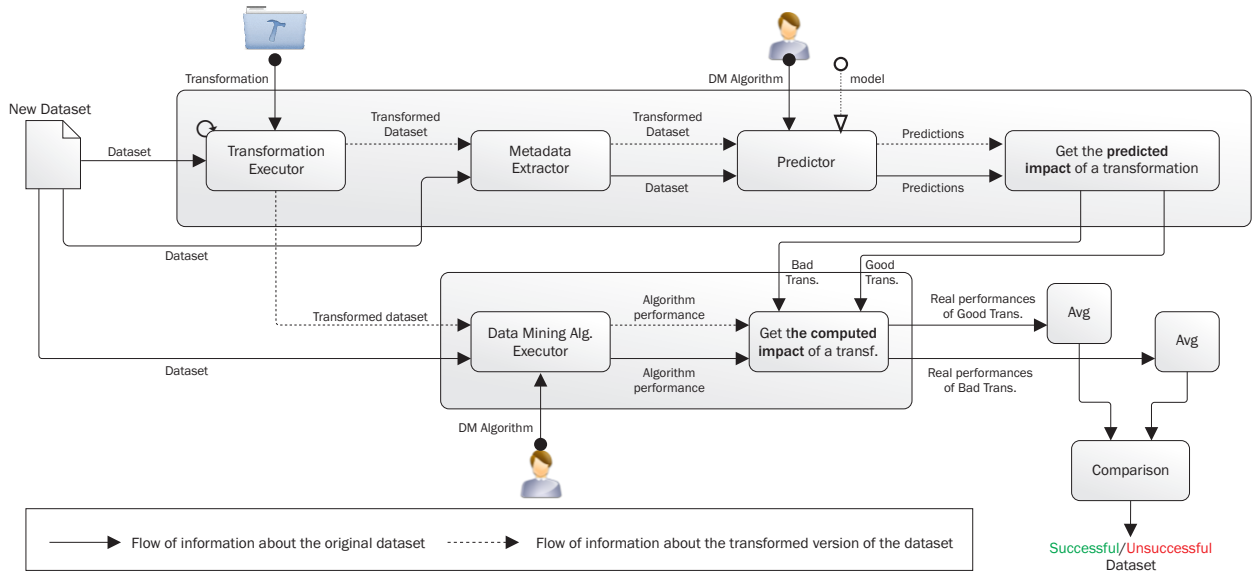 Transformation
DM Algorithm
model
New Dataset
Dataset
Transformation
Executor
Transformed
Dataset
Metadata
Extractor
Transformed
Dataset
Dataset
Predictor
Predictions
Predictions
Get the predicted
impact of a transformation
Dataset
Bad
Trans.
Good
Trans.
Transformed dataset
Data Mining Alg.
Executor
Algorithm
performance
Algorithm
performance
Get the computed
impact of a transf.
Real performances
of Good Trans.
Avg
Avg
Real performances
of Bad Trans.
Dataset
DM Algorithm
Comparison
Successful/Unsuccessful
Dataset
Flow of information about the original dataset
Flow of information about the transformed version of the dataset